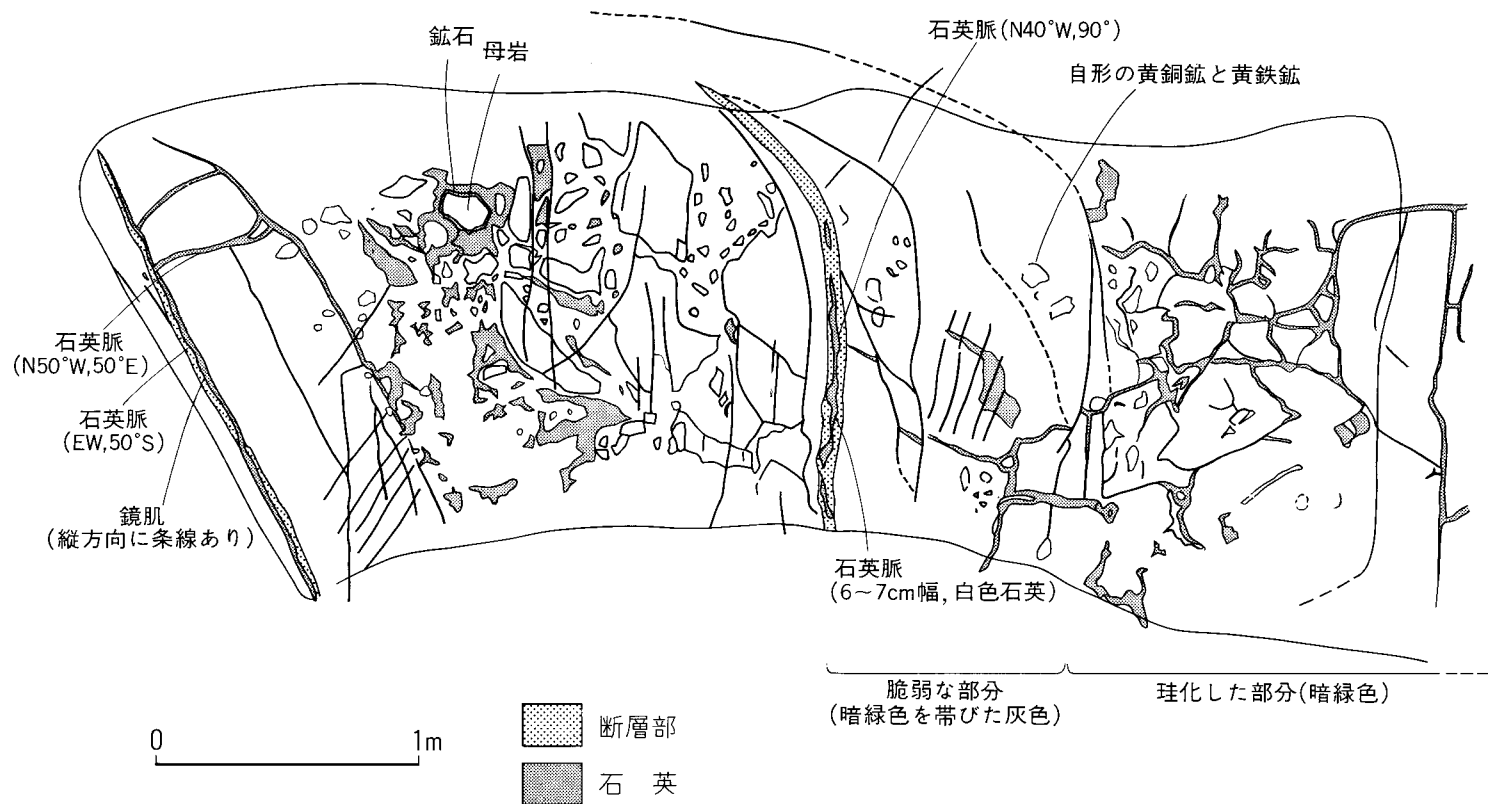 鉱石
母岩
石英脈(N40°W,90°)
自形の黄銅鉱と黄鉄鉱
石英脈
(N50°W,50°E)
石英脈
(EW,50°S)
鏡肌
(縦方向に条線あり)
石英脈
(6〜7cm幅,白色石英)
脆弱な部分
(暗緑色を帯びた灰色)
珪化した部分(暗緑色)
0 1m
断層部
石 英